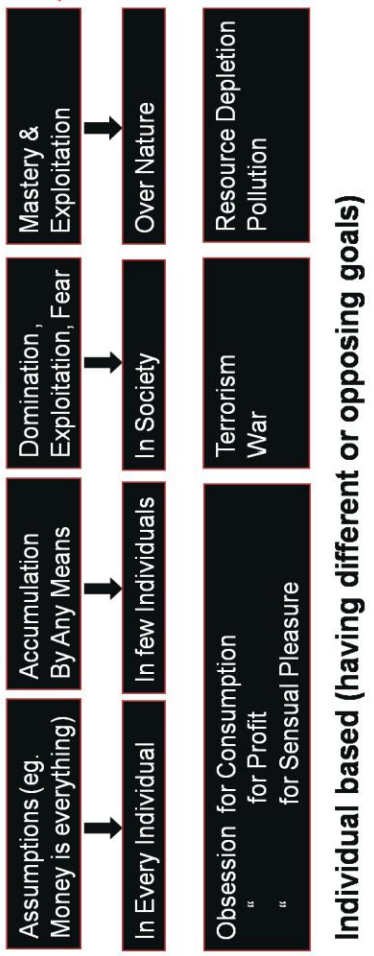 Assumptions (eg.
Money is everything)
Accumulation
By Any Means
Domination,
Exploitation, Fear
Mastery &
Exploitation
In Every Individual
In few Individuals
In Society
Over Nature
Obsession for Consumption
“ for Profit
“ for Sensual Pleasure
Terrorism
War
Resource Depletion
Pollution
Individual based (having different or opposing goals)